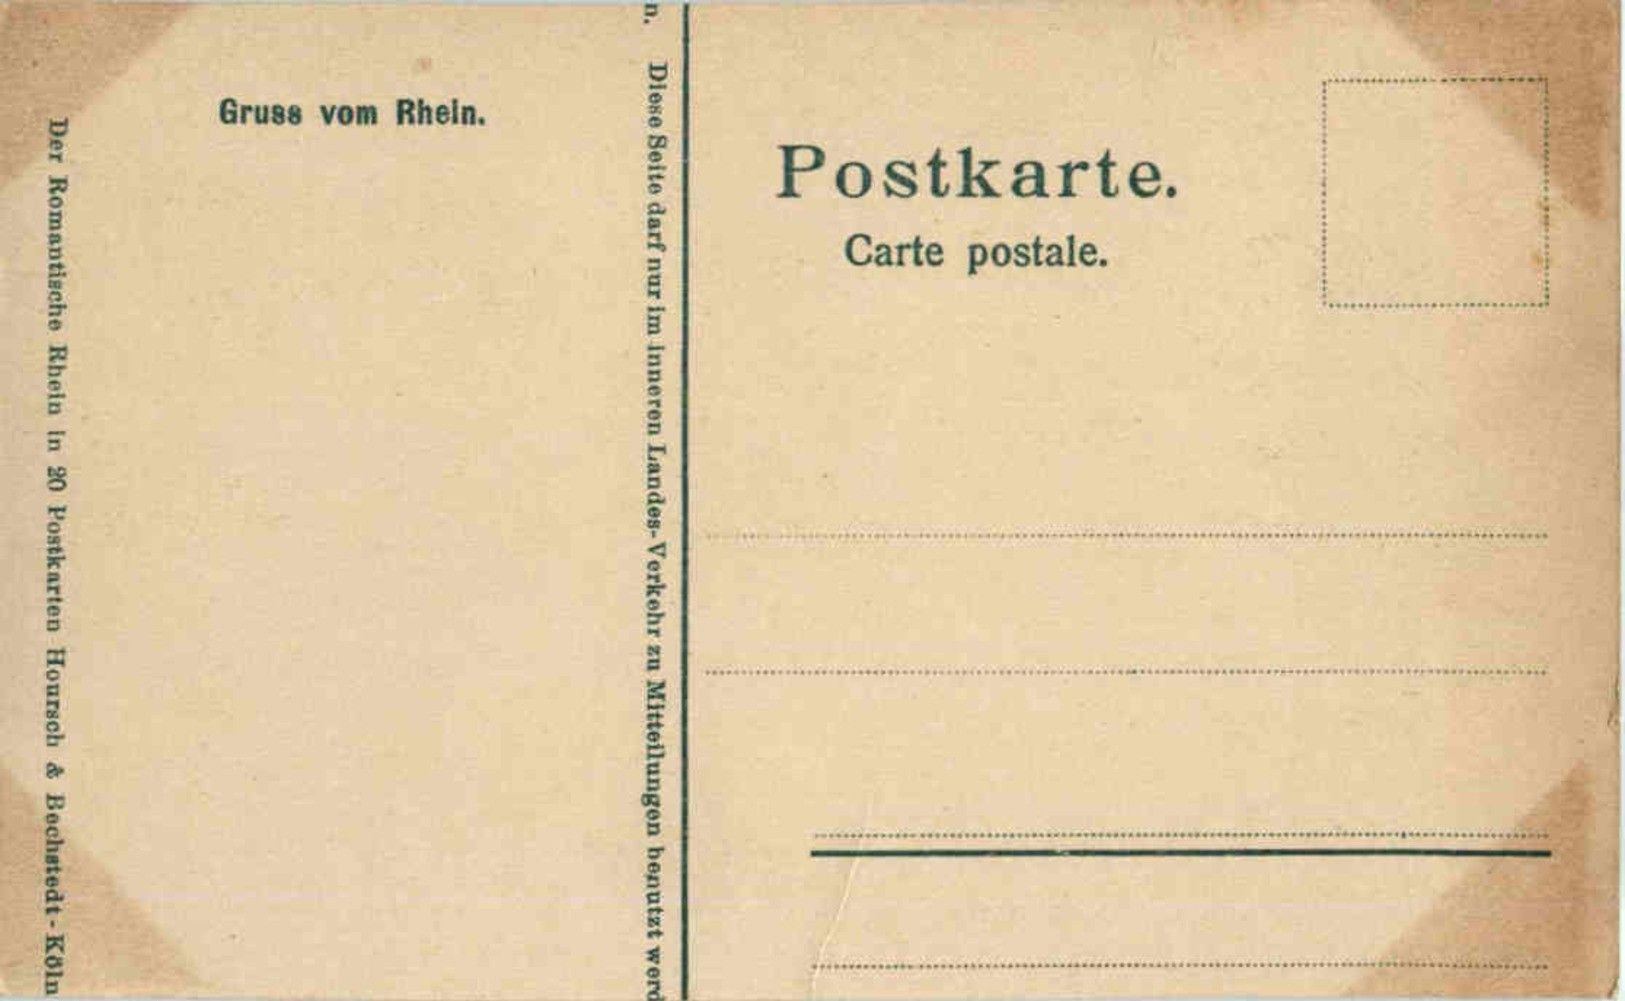 Gruss vom Rhein.
Der Romantische Rhein in 20 Postkarten Hoursch & Bechstedt - Köln
Diese Seite darf nur im inneren Landes-Verkehr zu Mitteilungen benutzt werd
n.
Postkarte.
Carte postale.